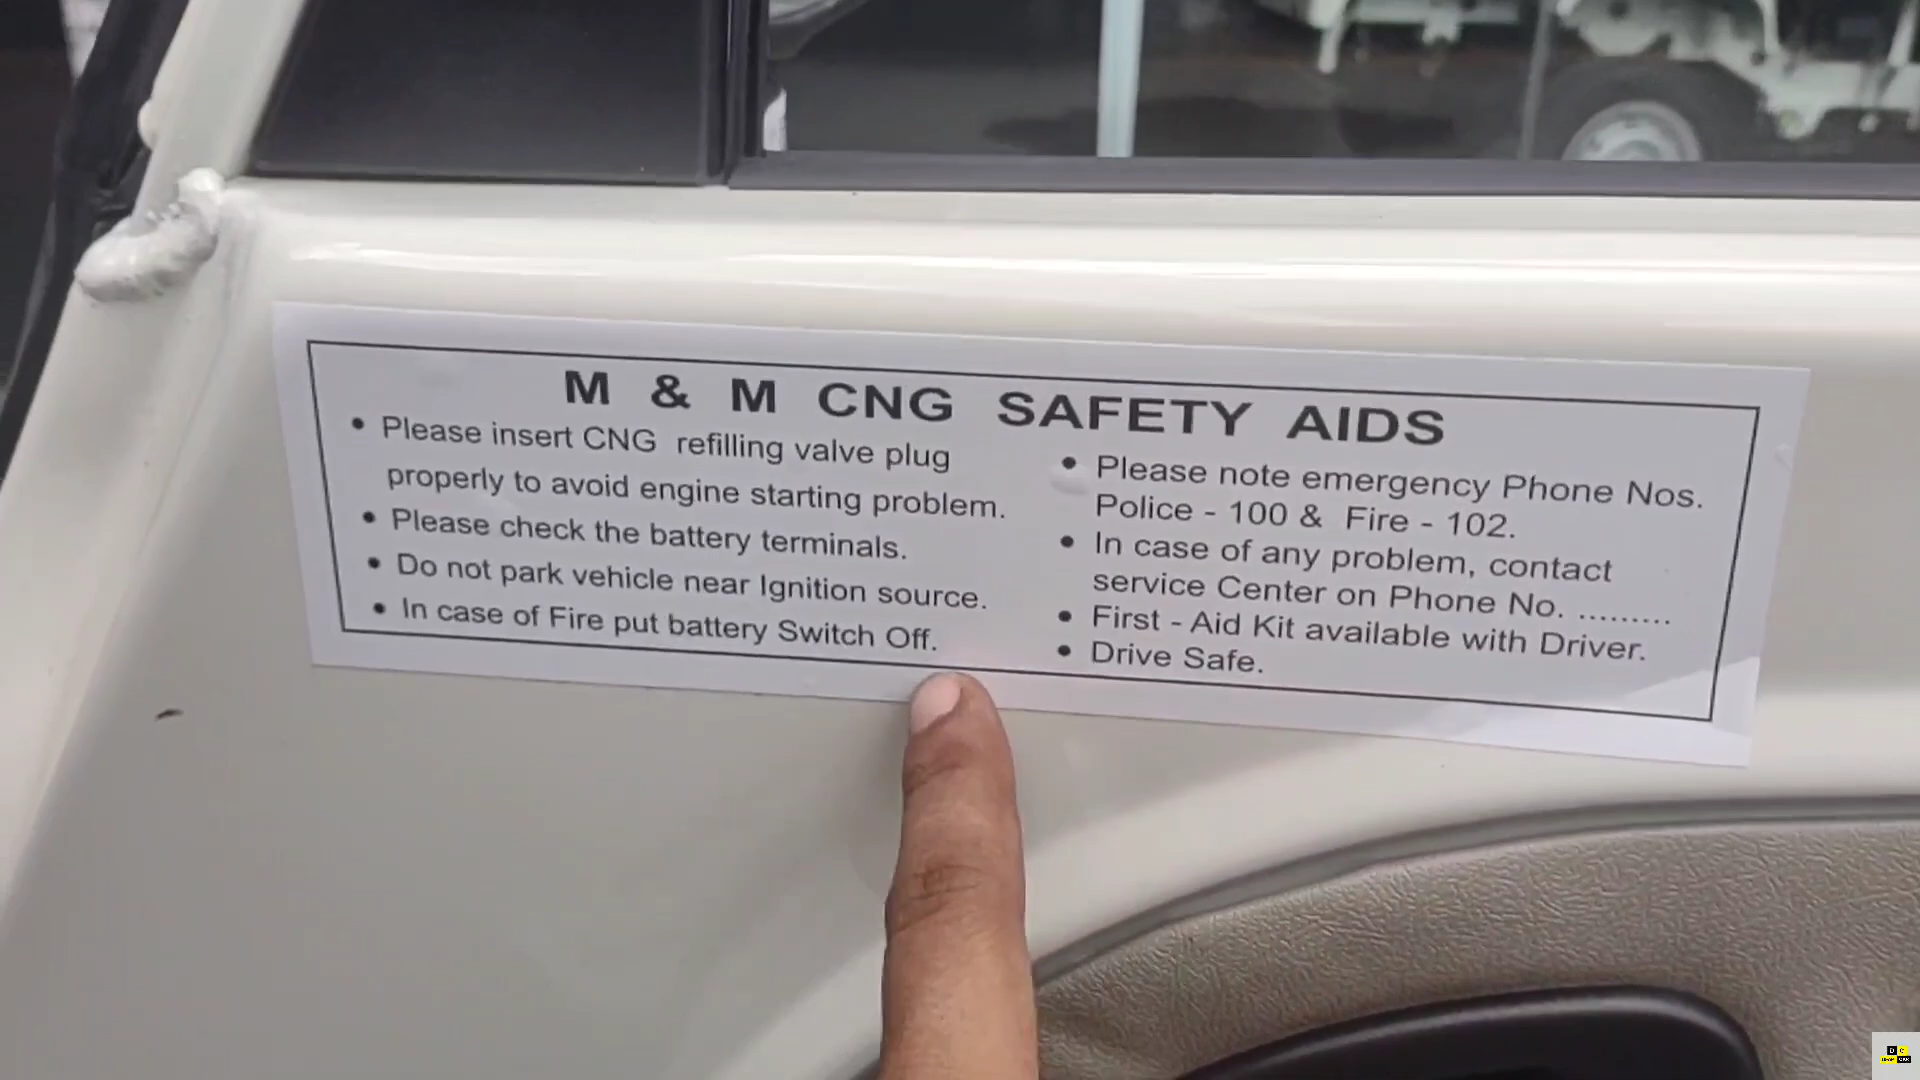 M & M CNG SAFETY AIDS
• Please insert CNG refilling valve plug
properly to avoid engine starting problem.
• Please check the battery terminals.
• Do not park vehicle near Ignition source.
• In case of Fire put battery Switch Off.
• Please note emergency Phone Nos.
Police - 100 & Fire - 102.
• In case of any problem, contact
service Center on Phone No. .........
• First - Aid Kit available with Driver.
• Drive Safe.